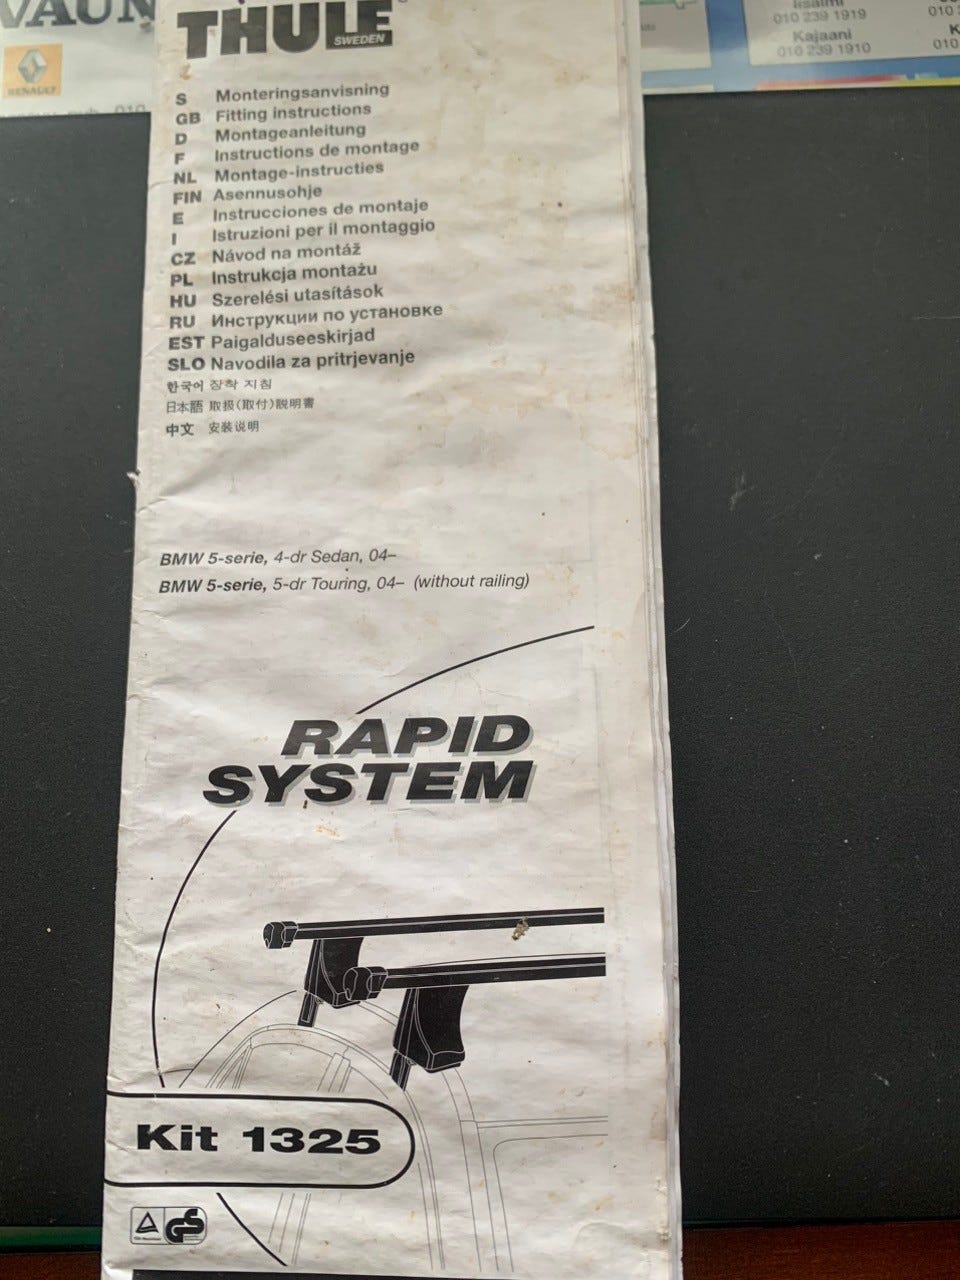 THULE
SWEDEN
S Monteringsanvisning
GB Fitting instructions
D Montageanleitung
F Instructions de montage
NL Montage-instructies
FIN Asennusohje
E Instrucciones de montaje
I Istruzioni per il montaggio
CZ Návod na montáž
PL Instrukcja montażu
HU Szerelési utasítások
RU Инструкции по установке
EST Paigalduseeskirjad
SLO Navodila za pritrjevanje
한국어 장착 지침
日本語 取扱(取付)説明書
中文 安装说明
BMW 5-serie, 4-dr Sedan, 04–
BMW 5-serie, 5-dr Touring, 04– (without railing)
RAPID
SYSTEM
Kit 1325
GS
RENAULT
Iisalmi
010 239 1919
Kajaani
010 239 1910